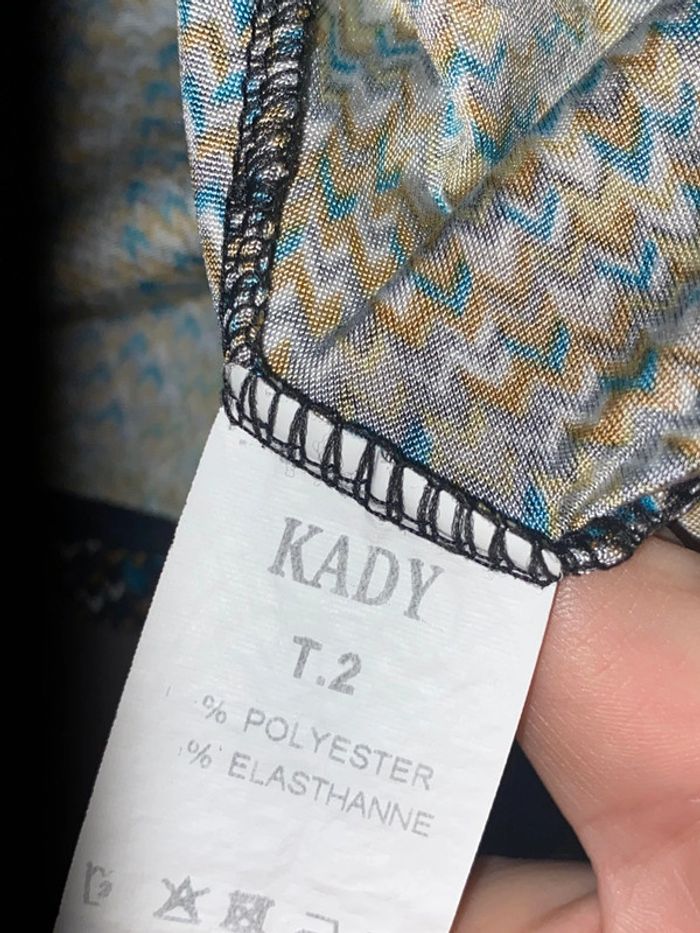 KADY
T.2
% POLYESTER
% ELASTHANNE